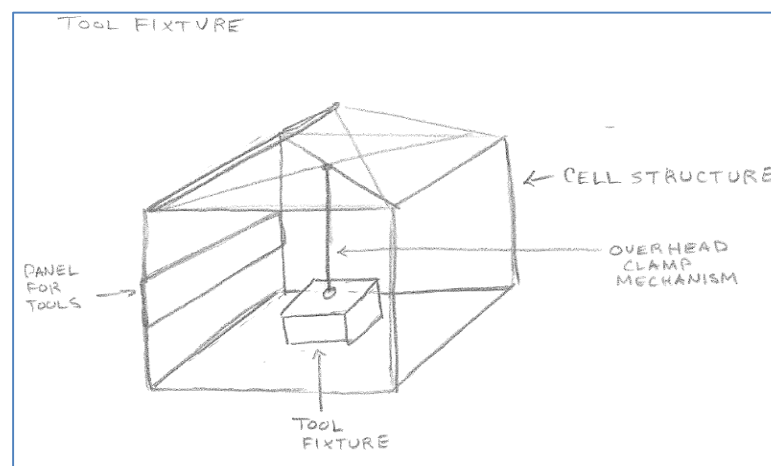 TOOL FIXTURE
CELL STRUCTURE
OVERHEAD
CLAMP
MECHANISM
PANEL
FOR
TOOLS
TOOL
FIXTURE